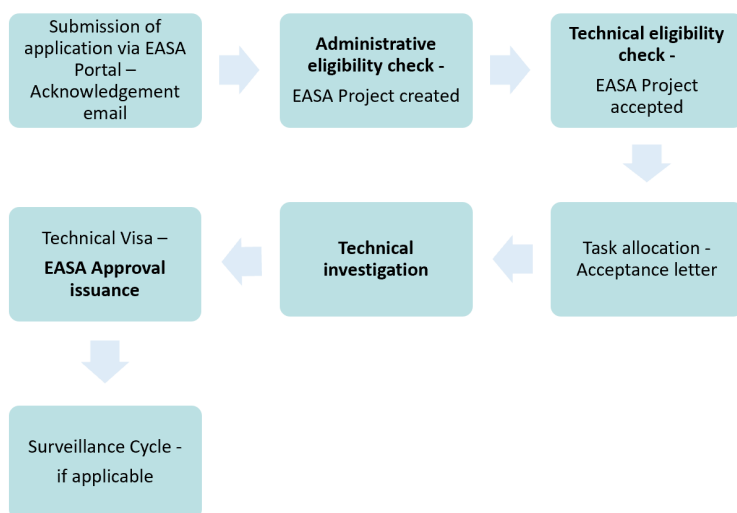 Submission of
application via EASA
Portal –
Acknowledgement
email
Administrative
eligibility check -
EASA Project created
Technical eligibility
check -
EASA Project
accepted
Technical Visa –
EASA Approval
issuance
Technical
investigation
Task allocation -
Acceptance letter
Surveillance Cycle -
if applicable